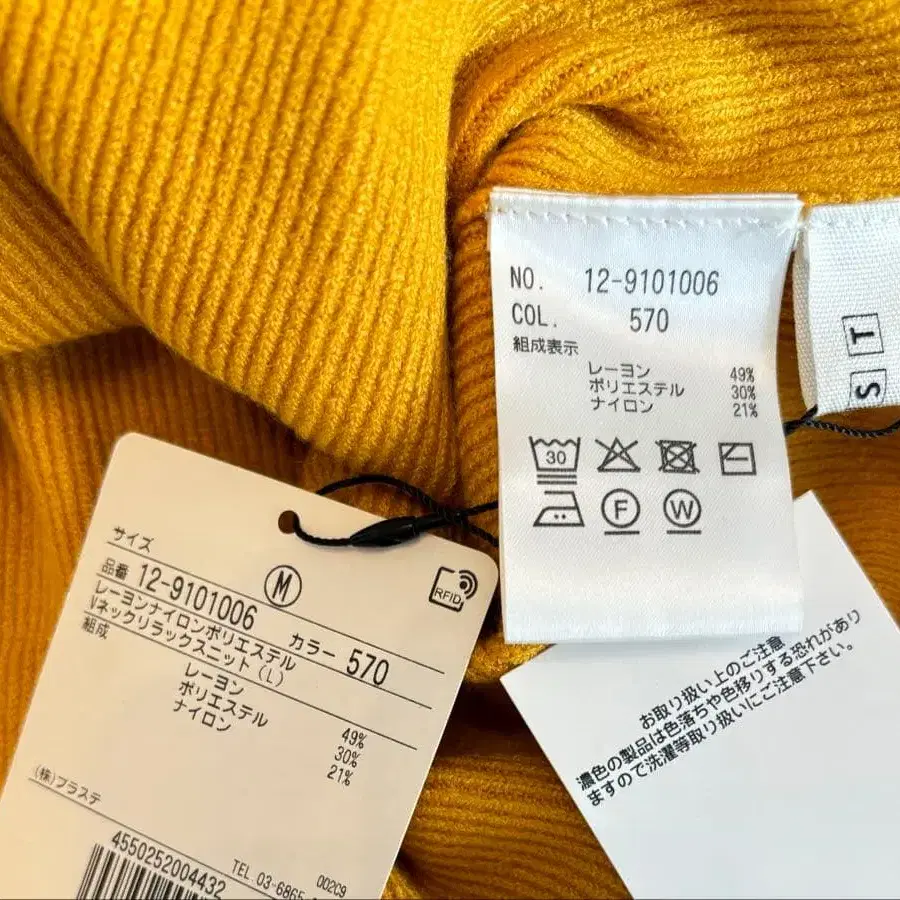 NO. 12-9101006
COL. 570
組成表示
レーヨン 49%
ポリエステル 30%
ナイロン 21%
30
F W
T
S
サイズ
M
RFID
品番 12-9101006 カラー 570
レーヨンナイロンポリエステル
Vネックリラックスニット(L)
組成
レーヨン 49%
ポリエステル 30%
ナイロン 21%
(株)プラステ
TEL.03-6865
4550252004432
002C9
お取り扱い上のご注意
濃色の製品は色落ちや色移りする恐れがあり
ますので洗濯等取り扱いにご注意下さい。